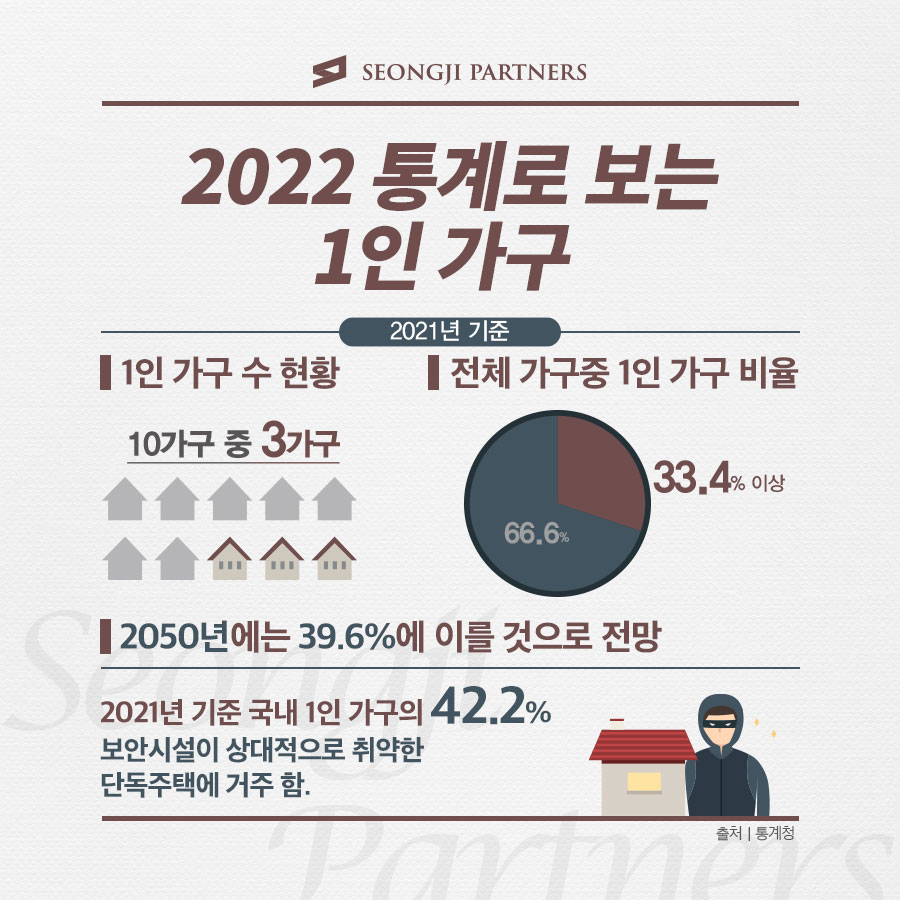 SEONGJI PARTNERS
2022 통계로 보는
1인 가구
2021년 기준
1인 가구 수 현황
10가구 중 3가구
전체 가구중 1인 가구 비율
33.4% 이상
66.6%
2050년에는 39.6%에 이를 것으로 전망
2021년 기준 국내 1인 가구의 42.2%
보안시설이 상대적으로 취약한
단독주택에 거주 함.
출처 | 통계청
Seongji
Partners